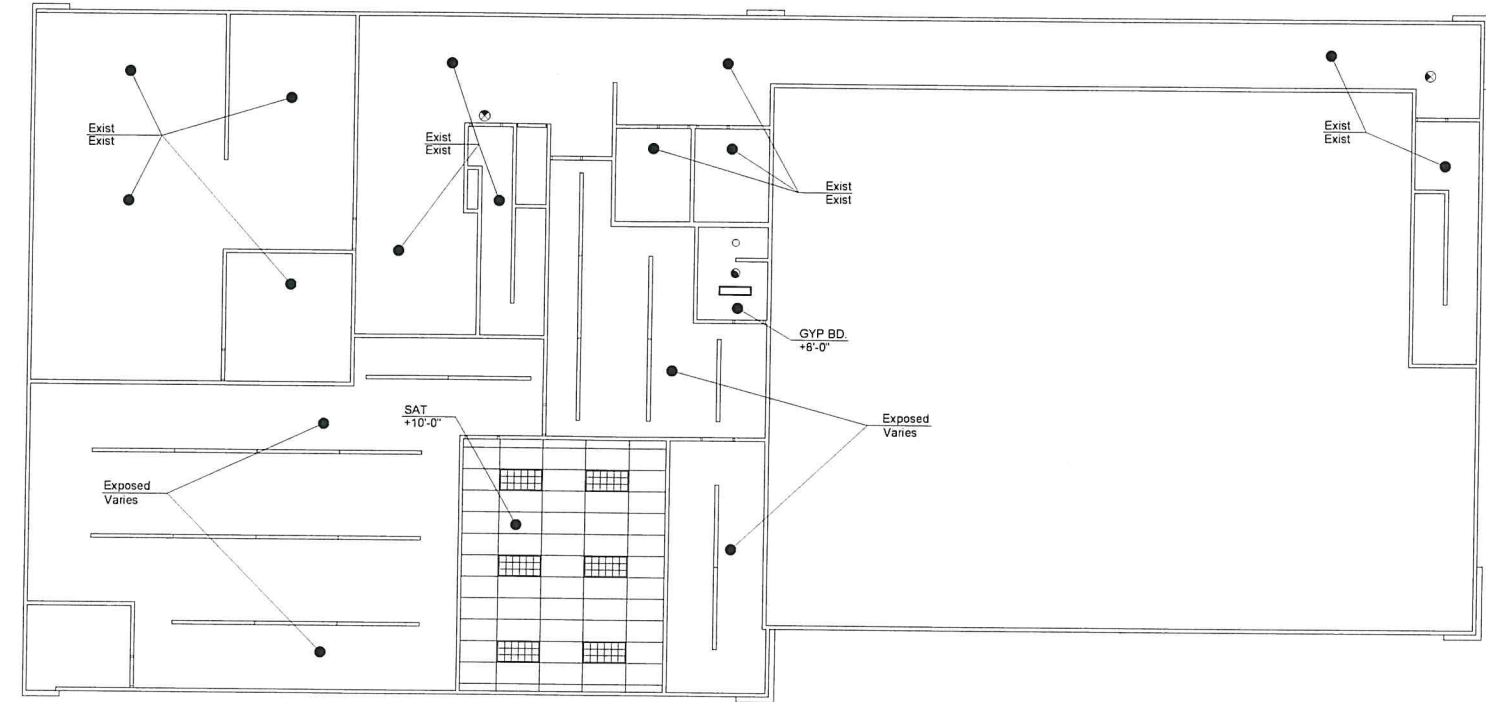 Exist
Exist
Exist
Exist
Exist
Exist
Exist
Exist
GYP BD.
+8'-0"
SAT
+10'-0"
Exposed
Varies
Exposed
Varies